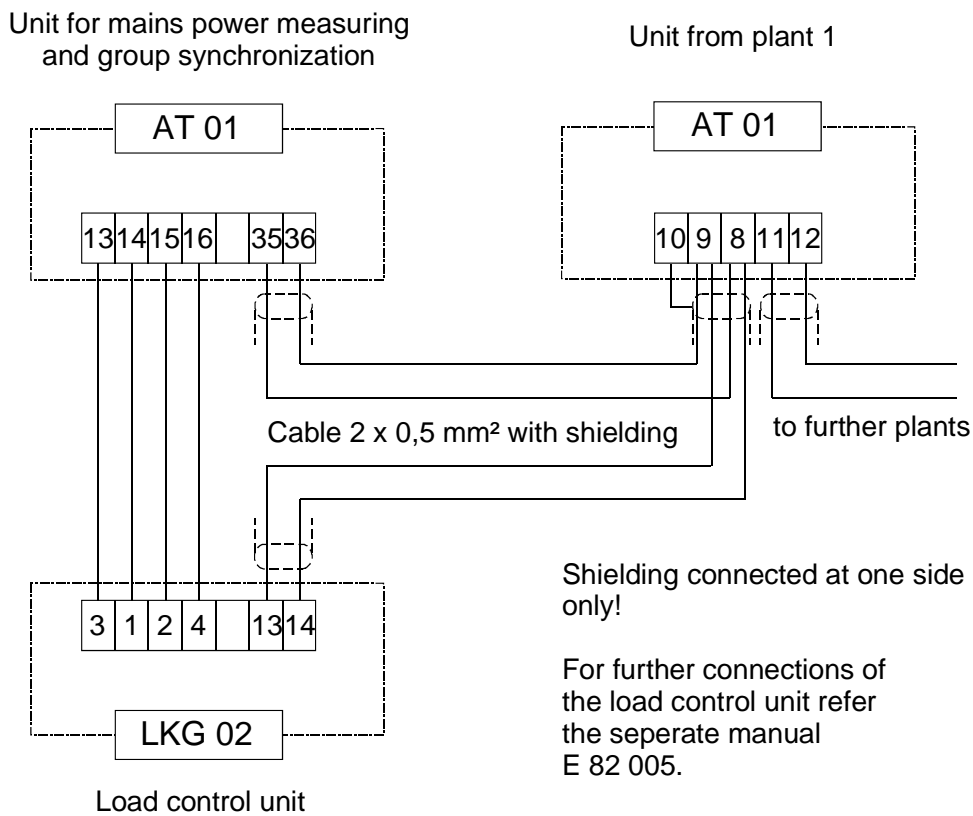 Unit for mains power measuring
and group synchronization
Unit from plant 1
AT 01
AT 01
13 14 15 16 35 36
10 9 8 11 12
Cable 2 x 0,5 mm² with shielding
to further plants
3 1 2 4 13 14
LKG 02
Load control unit
Shielding connected at one side
only!
For further connections of
the load control unit refer
the seperate manual
E 82 005.